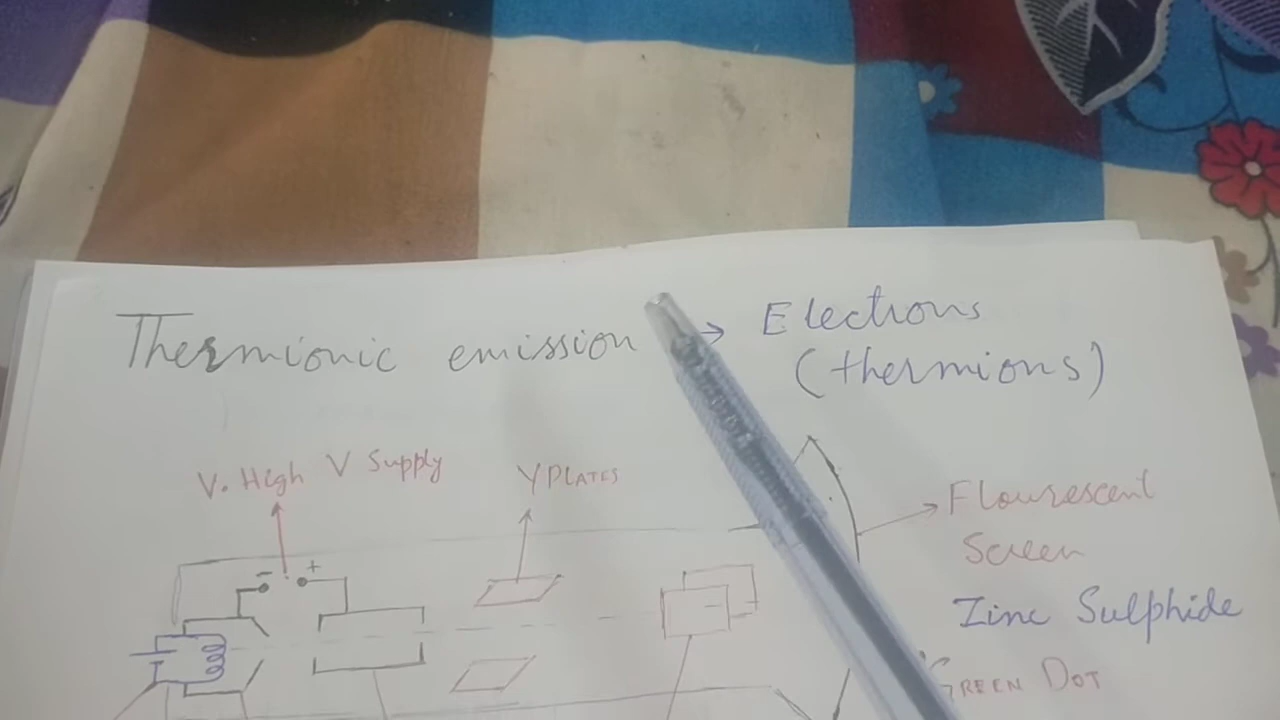 Thermionic emission → Electrons
(thermions)
V. High V Supply
Y PLATES
- +
Flourescent
Screen
Zinc Sulphide
GREEN DOT